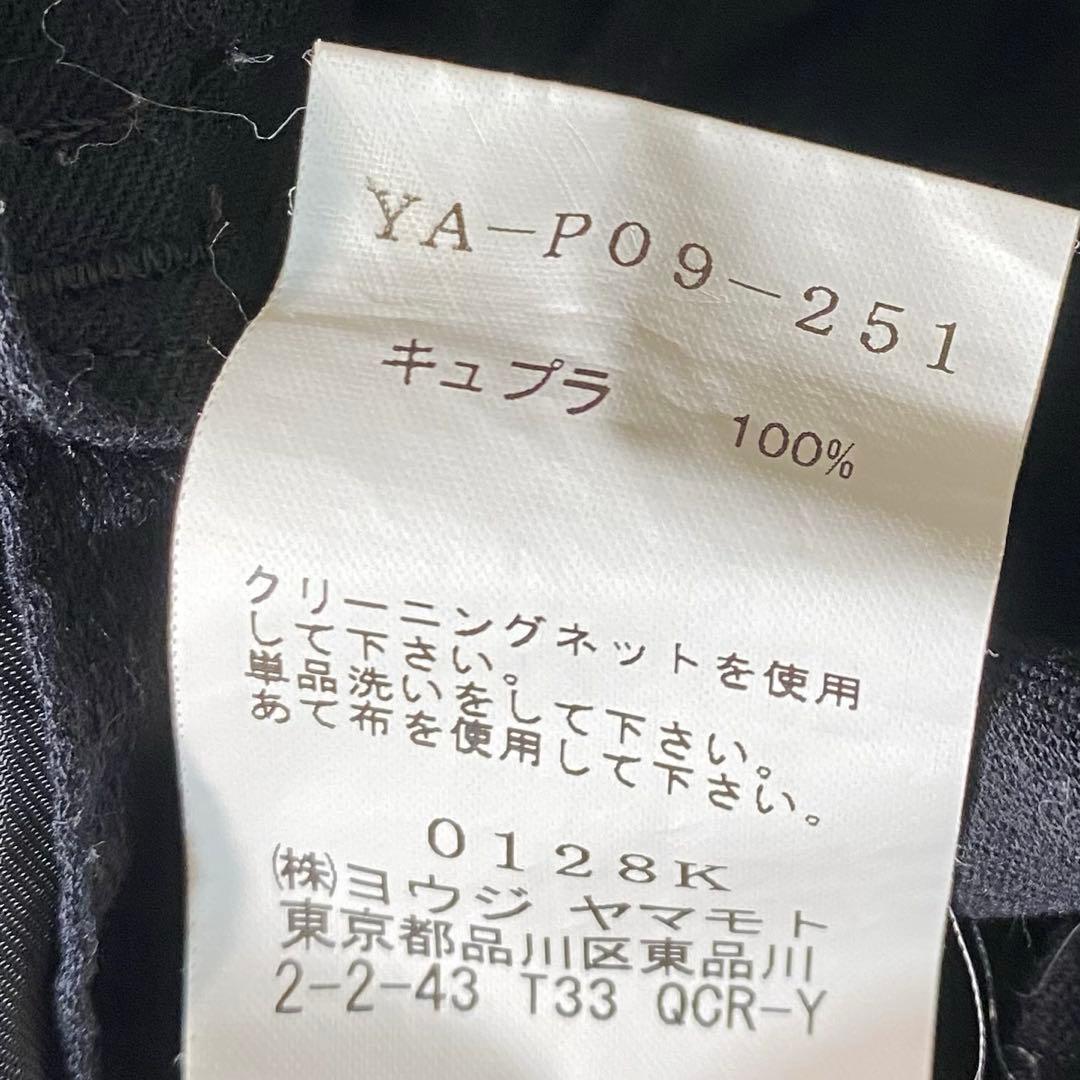 YA-P09-251
キュプラ 100%
クリーニングネットを使用
して下さい。
単品洗いをして下さい。
あて布を使用して下さい。
0128K
㈱ヨウジ ヤマモト
東京都品川区東品川
2-2-43 T33 QCR-Y